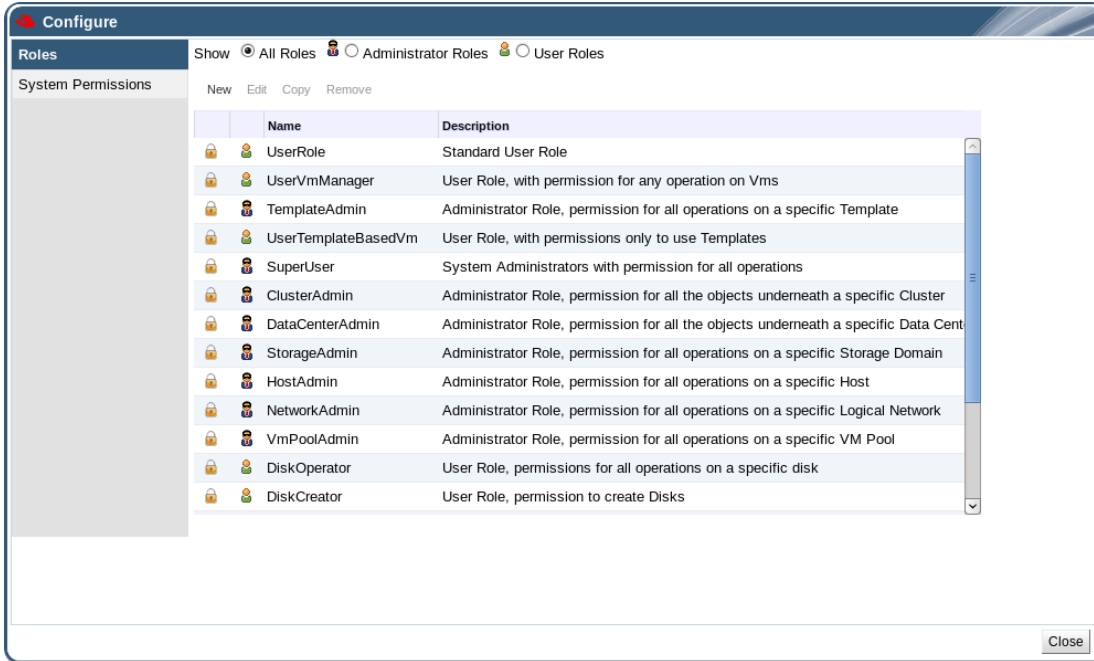 Configure
Roles
System Permissions
Show All Roles Administrator Roles User Roles
New Edit Copy Remove
Name Description
UserRole Standard User Role
UserVmManager User Role, with permission for any operation on Vms
TemplateAdmin Administrator Role, permission for all operations on a specific Template
UserTemplateBasedVm User Role, with permissions only to use Templates
SuperUser System Administrators with permission for all operations
ClusterAdmin Administrator Role, permission for all the objects underneath a specific Cluster
DataCenterAdmin Administrator Role, permission for all the objects underneath a specific Data Cent
StorageAdmin Administrator Role, permission for all operations on a specific Storage Domain
HostAdmin Administrator Role, permission for all operations on a specific Host
NetworkAdmin Administrator Role, permission for all operations on a specific Logical Network
VmPoolAdmin Administrator Role, permission for all operations on a specific VM Pool
DiskOperator User Role, permissions for all operations on a specific disk
DiskCreator User Role, permission to create Disks
Close